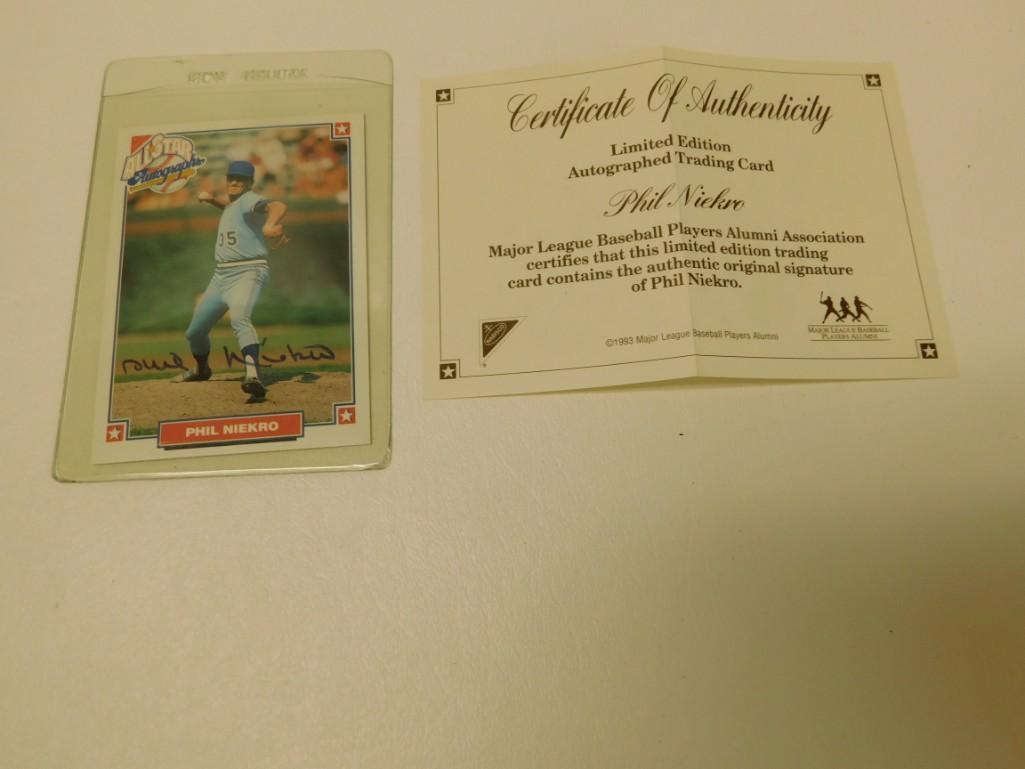 ALL STAR
Autographs
35
Phil Niekro
PHIL NIEKRO
Certificate Of Authenticity
Limited Edition
Autographed Trading Card
Phil Niekro
Major League Baseball Players Alumni Association
certifies that this limited edition trading
card contains the authentic original signature
of Phil Niekro.
©1993 Major League Baseball Players Alumni
MAJOR LEAGUE BASEBALL
PLAYERS ALUMNI